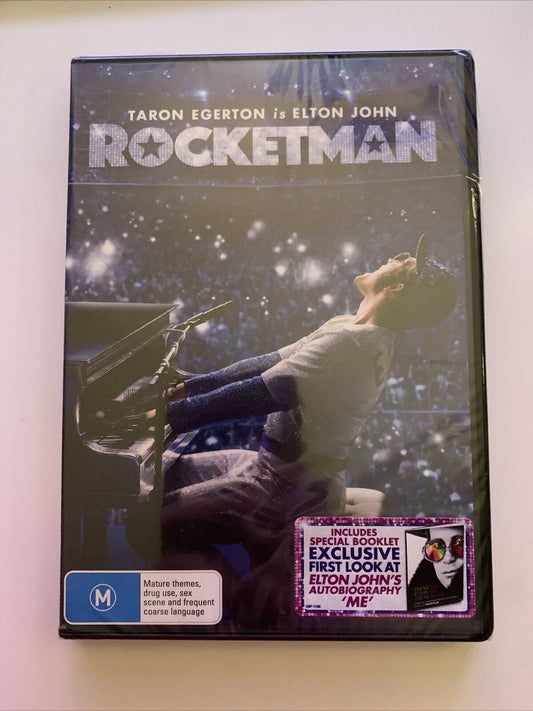 TARON EGERTON is ELTON JOHN
ROCKETMAN
INCLUDES
SPECIAL BOOKLET
EXCLUSIVE
FIRST LOOK AT
ELTON JOHN'S
AUTOBIOGRAPHY
'ME'
M
Mature themes,
drug use, sex
scene and frequent
coarse language